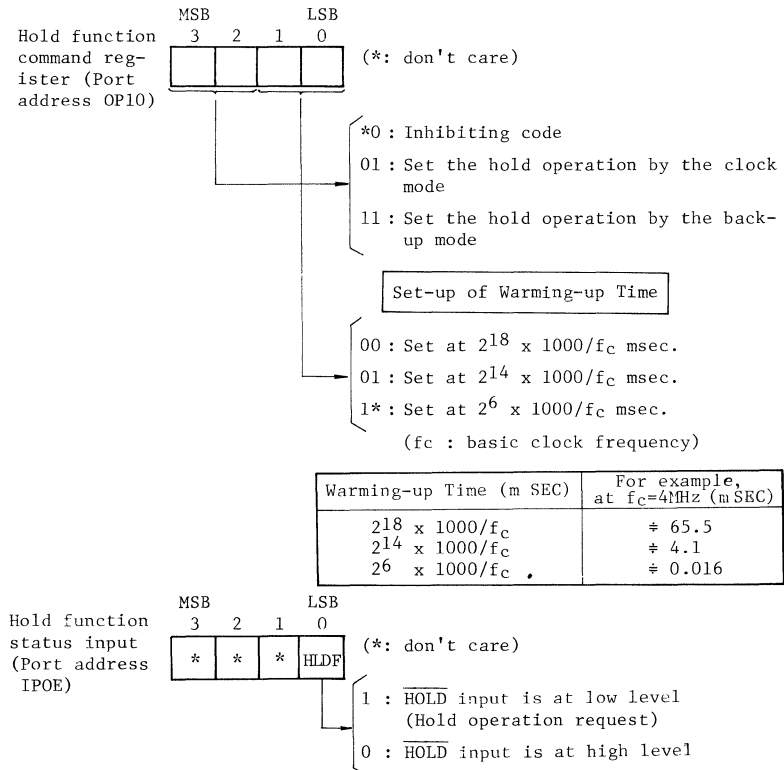 MSB LSB
Hold function 3 2 1 0
command reg- (*: don't care)
ister (Port
address OP10)
*0 : Inhibiting code
01 : Set the hold operation by the clock
mode
11 : Set the hold operation by the back-
up mode
Set-up of Warming-up Time
00 : Set at 2^18 x 1000/fc msec.
01 : Set at 2^14 x 1000/fc msec.
1* : Set at 2^6 x 1000/fc msec.
(fc : basic clock frequency)
Warming-up Time (m SEC) For example,
at fc=4MHz (m SEC)
2^18 x 1000/fc ≑ 65.5
2^14 x 1000/fc ≑ 4.1
2^6 x 1000/fc ≑ 0.016
MSB LSB
Hold function 3 2 1 0
status input (*: don't care)
(Port address * * * HLDF
IPOE)
1 : H̅O̅L̅D̅ input is at low level
(Hold operation request)
0 : H̅O̅L̅D̅ input is at high level